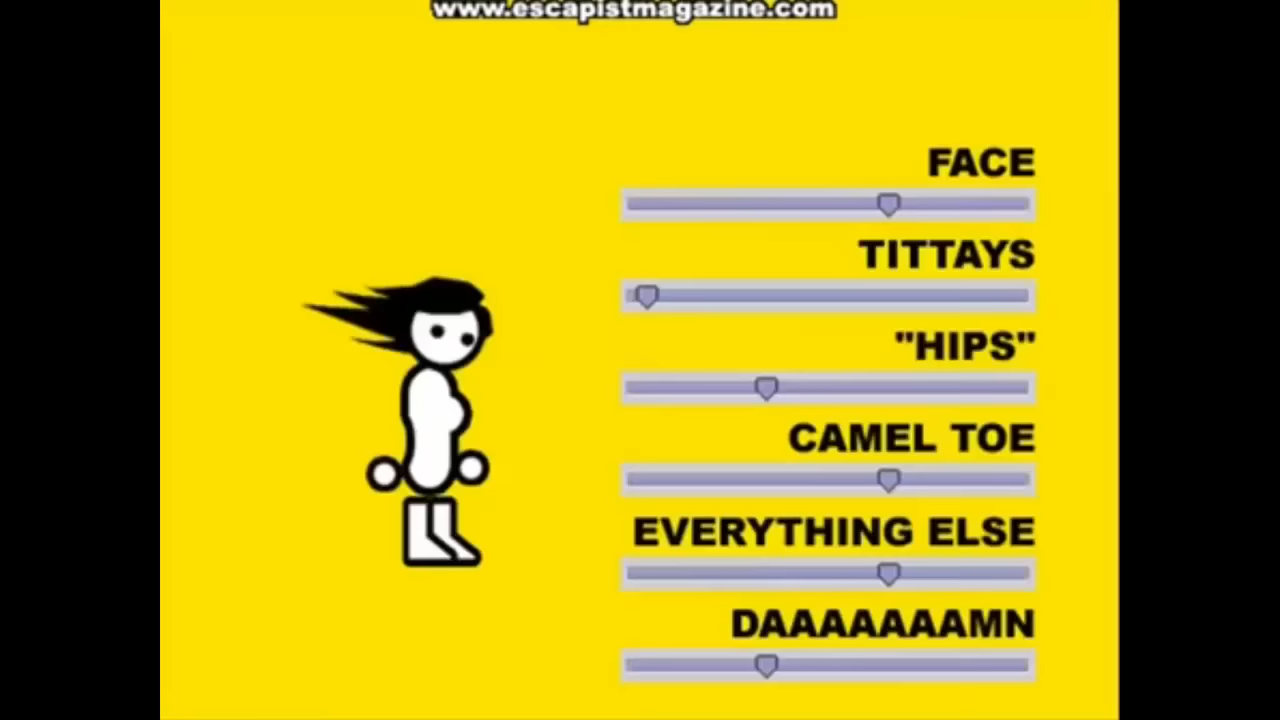 www.escapistmagazine.com
FACE
TITTAYS
"HIPS"
CAMEL TOE
EVERYTHING ELSE
DAAAAAAAMN